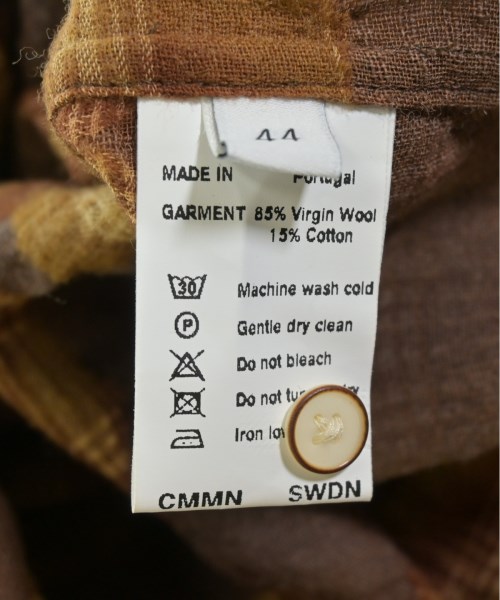 44
MADE IN Portugal
GARMENT 85% Virgin Wool
15% Cotton
30 Machine wash cold
P Gentle dry clean
Do not bleach
Do not
Iron
CMMN SWDN